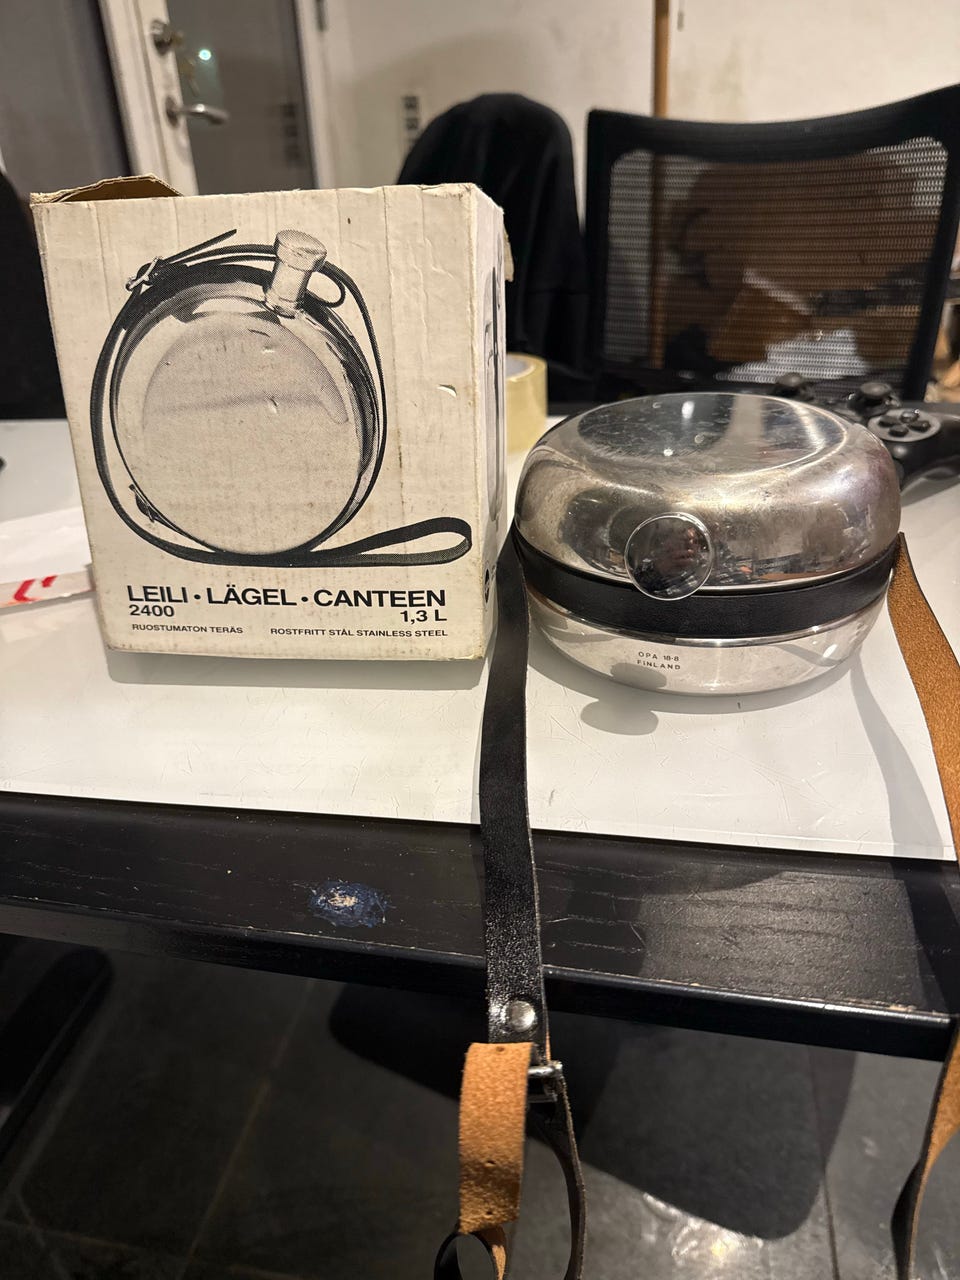 LEILI • LÄGEL • CANTEEN
2400 1,3 L
RUOSTUMATON TERÄS ROSTFRITT STÅL STAINLESS STEEL
OPA 18-8
FINLAND